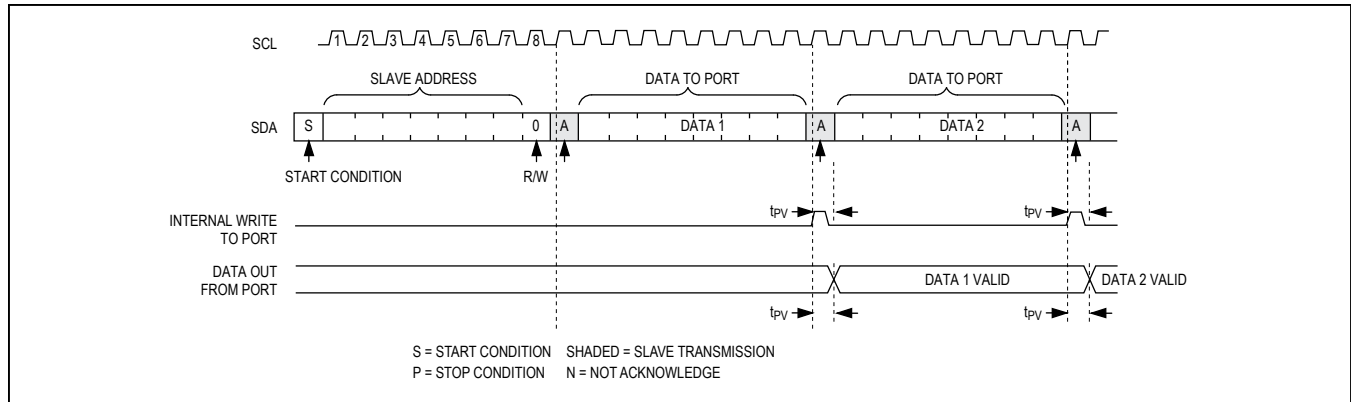 SCL 1 2 3 4 5 6 7 8
SLAVE ADDRESS DATA TO PORT DATA TO PORT
SDA S 0 A DATA 1 A DATA 2 A
START CONDITION R/W
INTERNAL WRITE
TO PORT
tPV tPV
DATA OUT
FROM PORT
DATA 1 VALID DATA 2 VALID
tPV tPV
S = START CONDITION SHADED = SLAVE TRANSMISSION
P = STOP CONDITION N = NOT ACKNOWLEDGE